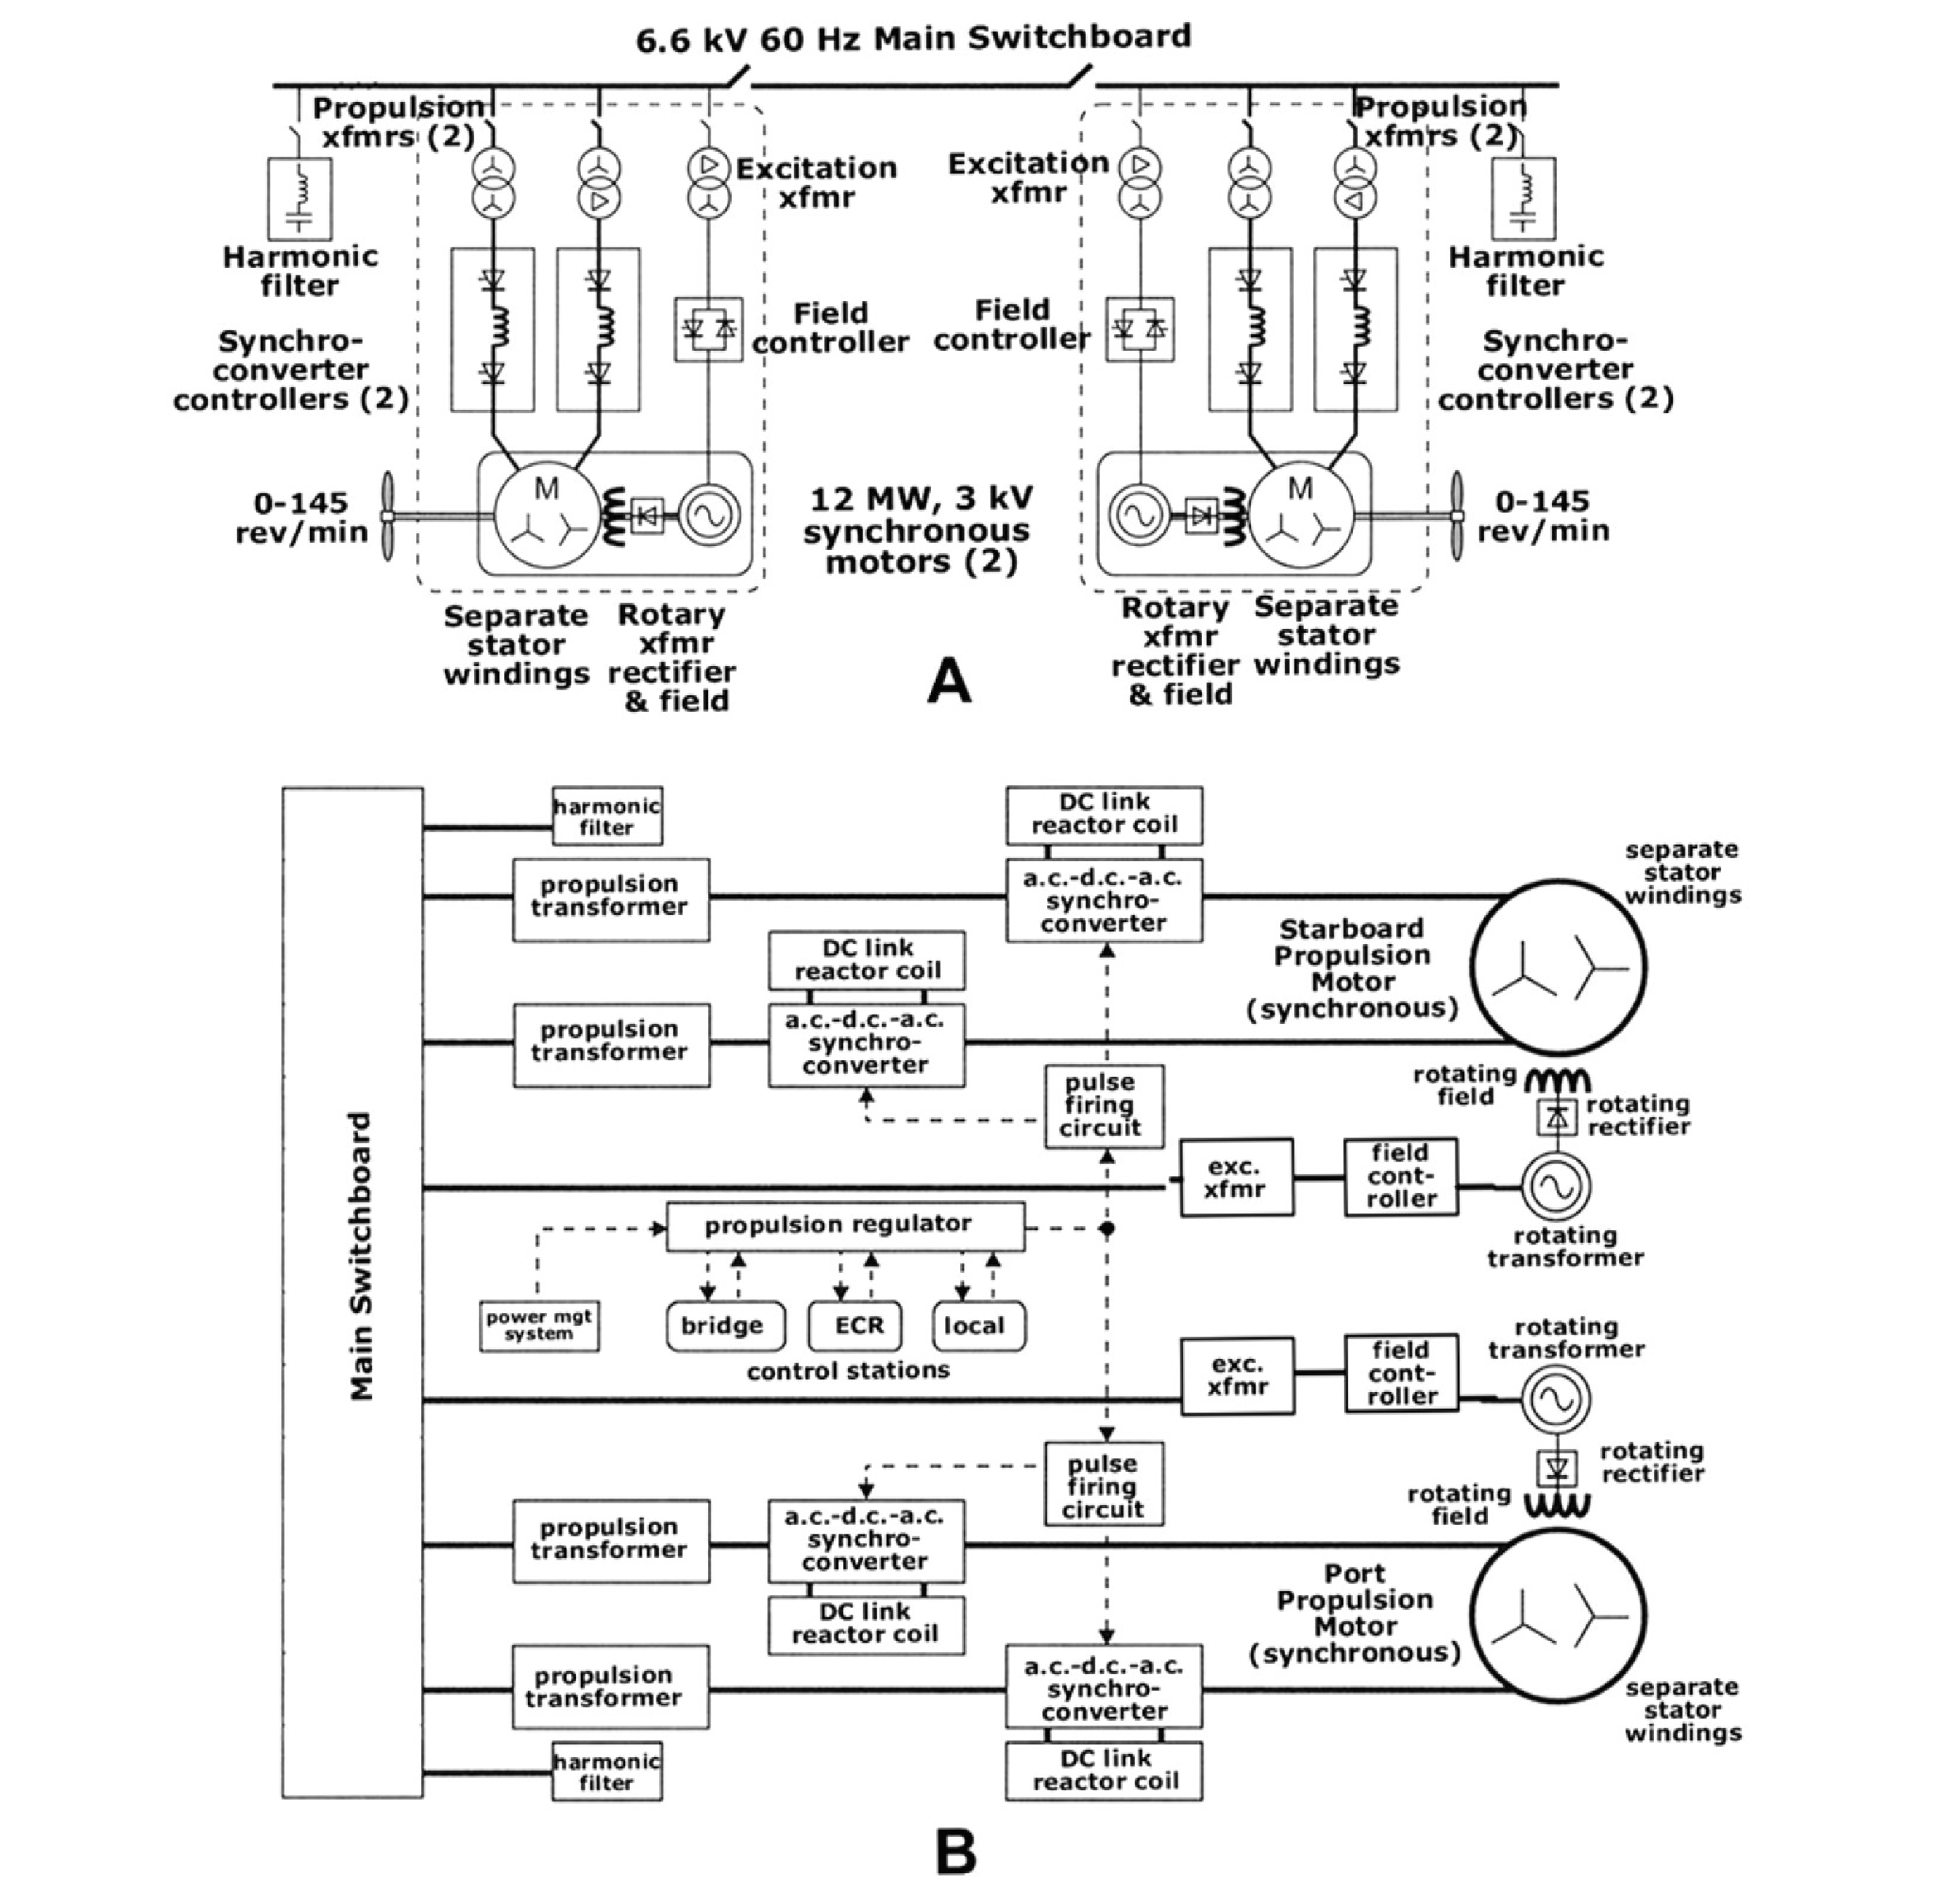 6.6 kV 60 Hz Main Switchboard
Propulsion
xfmrs (2)
Propulsion
xfmrs (2)
Excitation
xfmr
Excitation
xfmr
Harmonic
filter
Harmonic
filter
Field
controller
Field
controller
Synchro-
converter
controllers (2)
Synchro-
converter
controllers (2)
M
M
0-145
rev/min
12 MW, 3 kV
synchronous
motors (2)
0-145
rev/min
Separate
stator
windings
Rotary
xfmr
rectifier
& field
Rotary
xfmr
rectifier
& field
Separate
stator
windings
A
Main Switchboard
harmonic
filter
DC link
reactor coil
separate
stator
windings
propulsion
transformer
a.c.-d.c.-a.c.
synchro-
converter
Starboard
Propulsion
Motor
(synchronous)
DC link
reactor coil
propulsion
transformer
a.c.-d.c.-a.c.
synchro-
converter
pulse
firing
circuit
rotating
field
rotating
rectifier
exc.
xfmr
field
cont-
roller
rotating
transformer
propulsion regulator
power mgt
system
bridge
ECR
local
control stations
exc.
xfmr
field
cont-
roller
rotating
transformer
rotating
rectifier
rotating
field
pulse
firing
circuit
propulsion
transformer
a.c.-d.c.-a.c.
synchro-
converter
DC link
reactor coil
Port
Propulsion
Motor
(synchronous)
propulsion
transformer
a.c.-d.c.-a.c.
synchro-
converter
separate
stator
windings
harmonic
filter
DC link
reactor coil
B